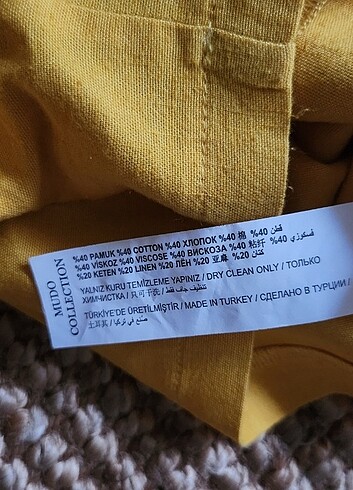 MUDO
COLLECTION
%40 PAMUK %40 COTTON %40 ХЛОПОК %40 棉 %40 قطن
%40 VİSKOZ %40 VISCOSE %40 ВИСКОЗА %40 粘纤 %40 فسكوزي
%20 KETEN %20 LINEN %20 ЛЁН %20 亚麻 %20 كتان
YALNIZ KURU TEMİZLEME YAPINIZ / DRY CLEAN ONLY / ТОЛЬКО
ХИМЧИСТКА / 只可干洗 / تنظيف جاف فقط
TÜRKİYE'DE ÜRETİLMİŞTİR / MADE IN TURKEY / СДЕЛАНО В ТУРЦИИ /
土耳其 / صنع في تركيا